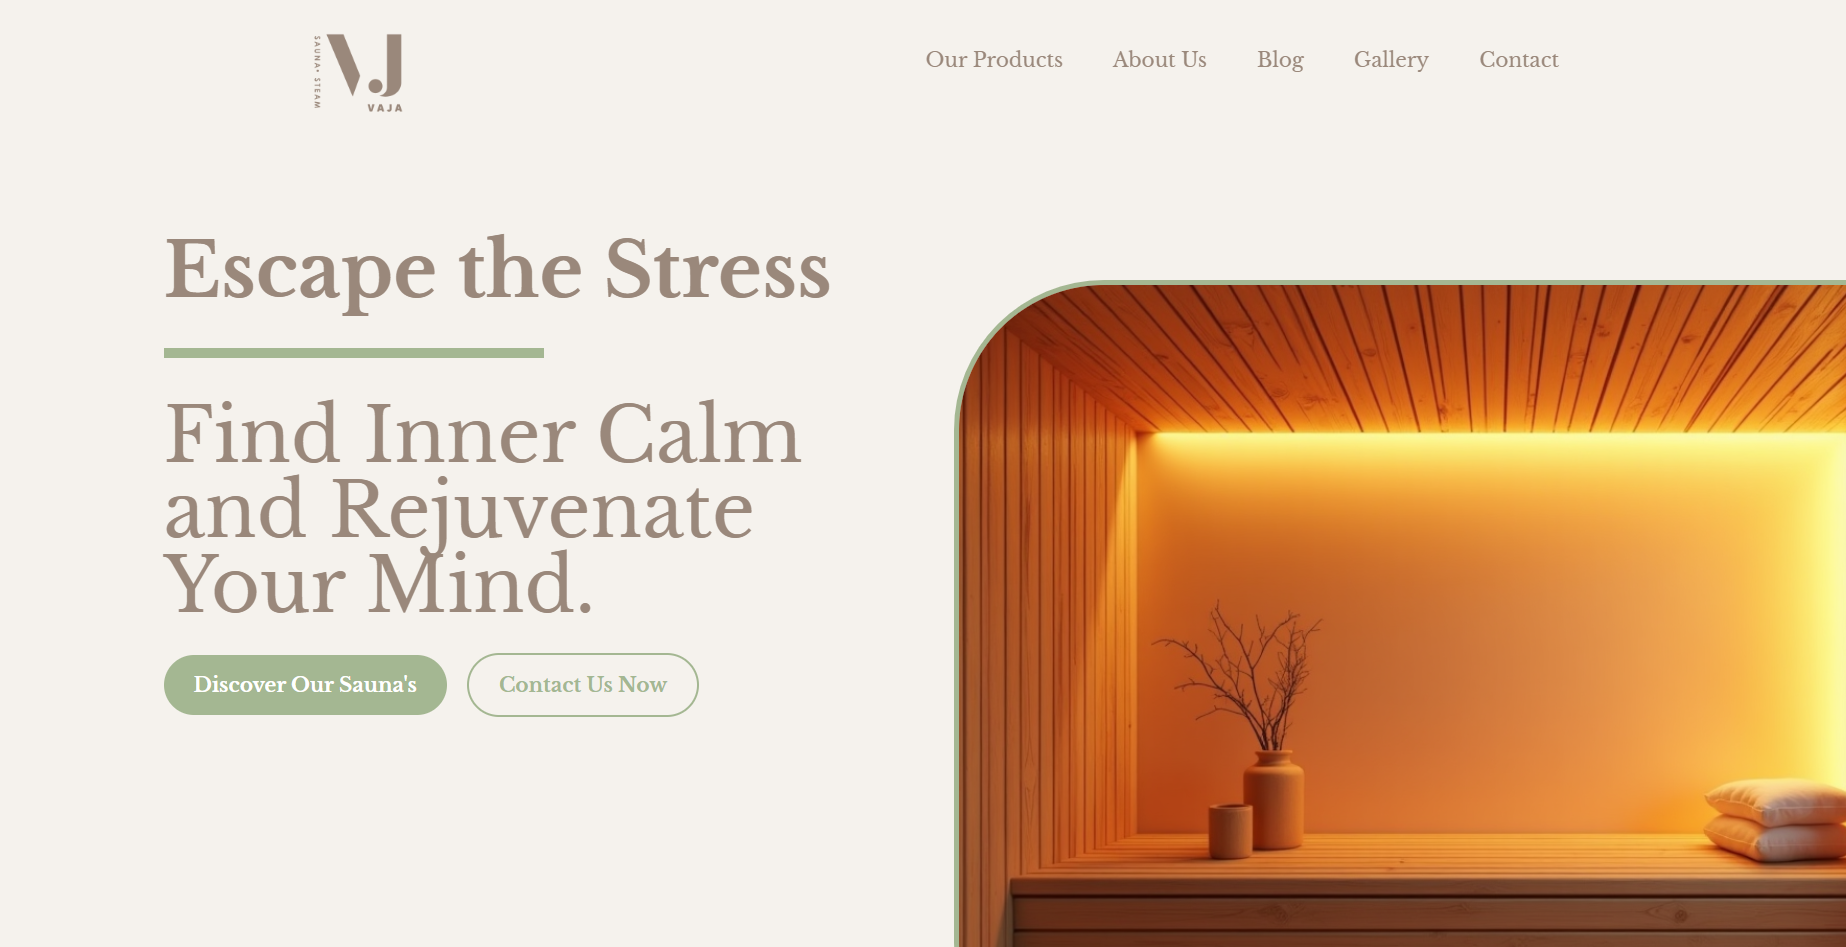 SAUNA• STEAM
VJ
VAJA
Our Products About Us Blog Gallery Contact
Escape the Stress
Find Inner Calm
and Rejuvenate
Your Mind.
Discover Our Sauna's Contact Us Now